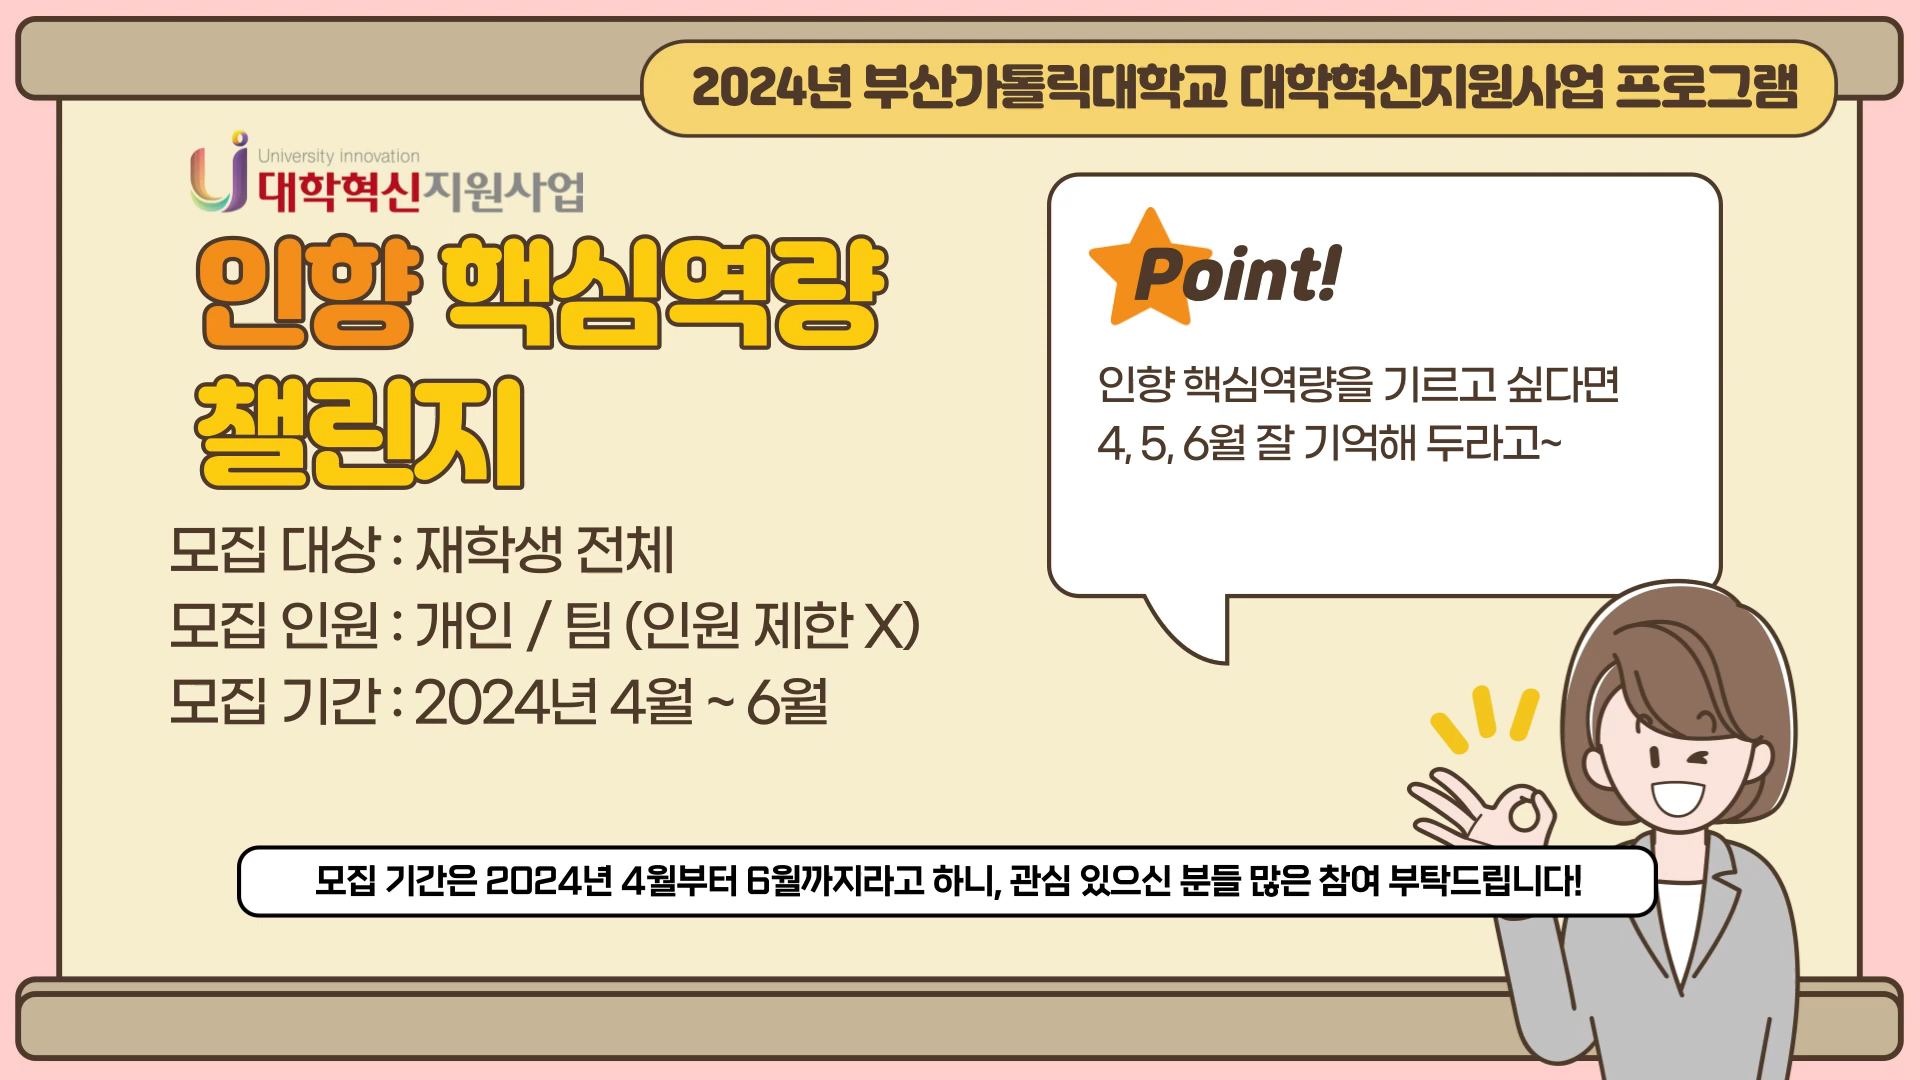 2024년 부산가톨릭대학교 대학혁신지원사업 프로그램
University innovation
대학혁신지원사업
인향 핵심역량
챌린지
모집 대상 : 재학생 전체
모집 인원 : 개인 / 팀 (인원 제한 X)
모집 기간 : 2024년 4월 ~ 6월
Point!
인향 핵심역량을 기르고 싶다면
4, 5, 6월 잘 기억해 두라고~
모집 기간은 2024년 4월부터 6월까지라고 하니, 관심 있으신 분들 많은 참여 부탁드립니다!